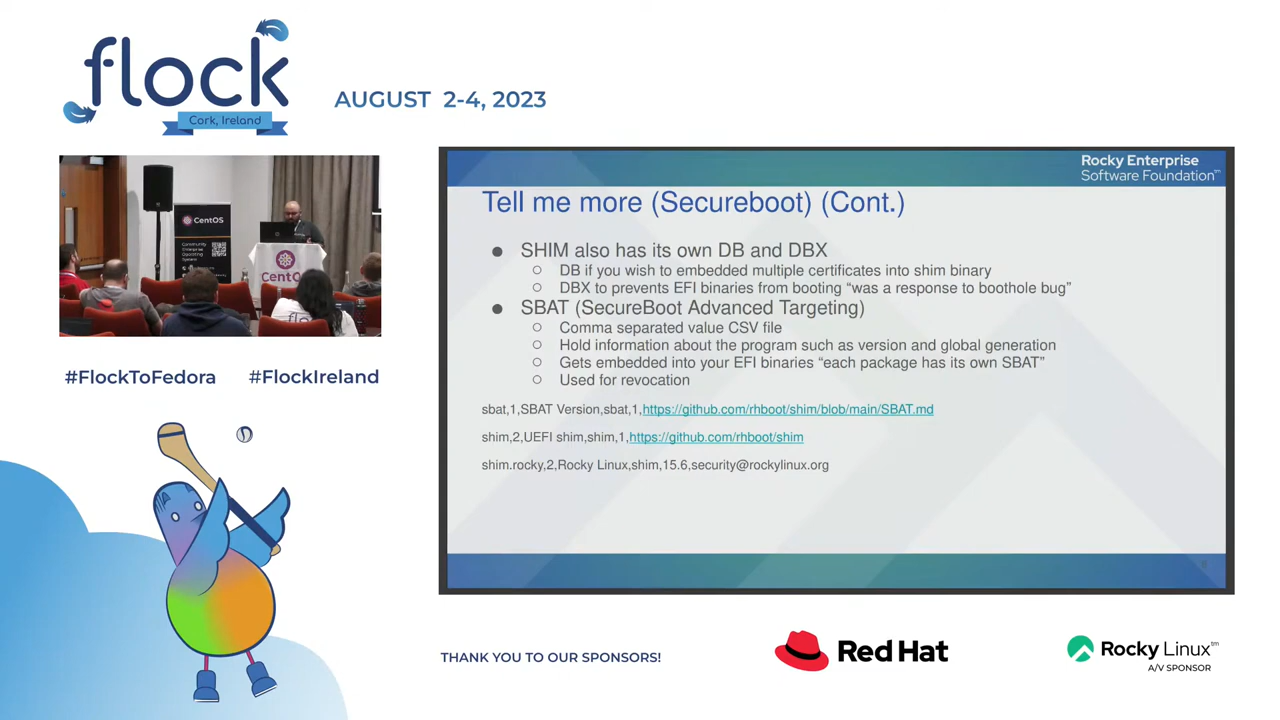 flock
Cork, Ireland
AUGUST 2-4, 2023
CentOS
Community
Enterprise
Operating
System
CentOS
#FlockToFedora #FlockIreland
Rocky Enterprise
Software Foundation™
Tell me more (Secureboot) (Cont.)
● SHIM also has its own DB and DBX
○ DB if you wish to embedded multiple certificates into shim binary
○ DBX to prevents EFI binaries from booting “was a response to boothole bug”
● SBAT (SecureBoot Advanced Targeting)
○ Comma separated value CSV file
○ Hold information about the program such as version and global generation
○ Gets embedded into your EFI binaries “each package has its own SBAT”
○ Used for revocation
sbat,1,SBAT Version,sbat,1,https://github.com/rhboot/shim/blob/main/SBAT.md
shim,2,UEFI shim,shim,1,https://github.com/rhboot/shim
shim.rocky,2,Rocky Linux,shim,15.6,security@rockylinux.org
THANK YOU TO OUR SPONSORS!
Red Hat
Rocky Linux™
A/V SPONSOR